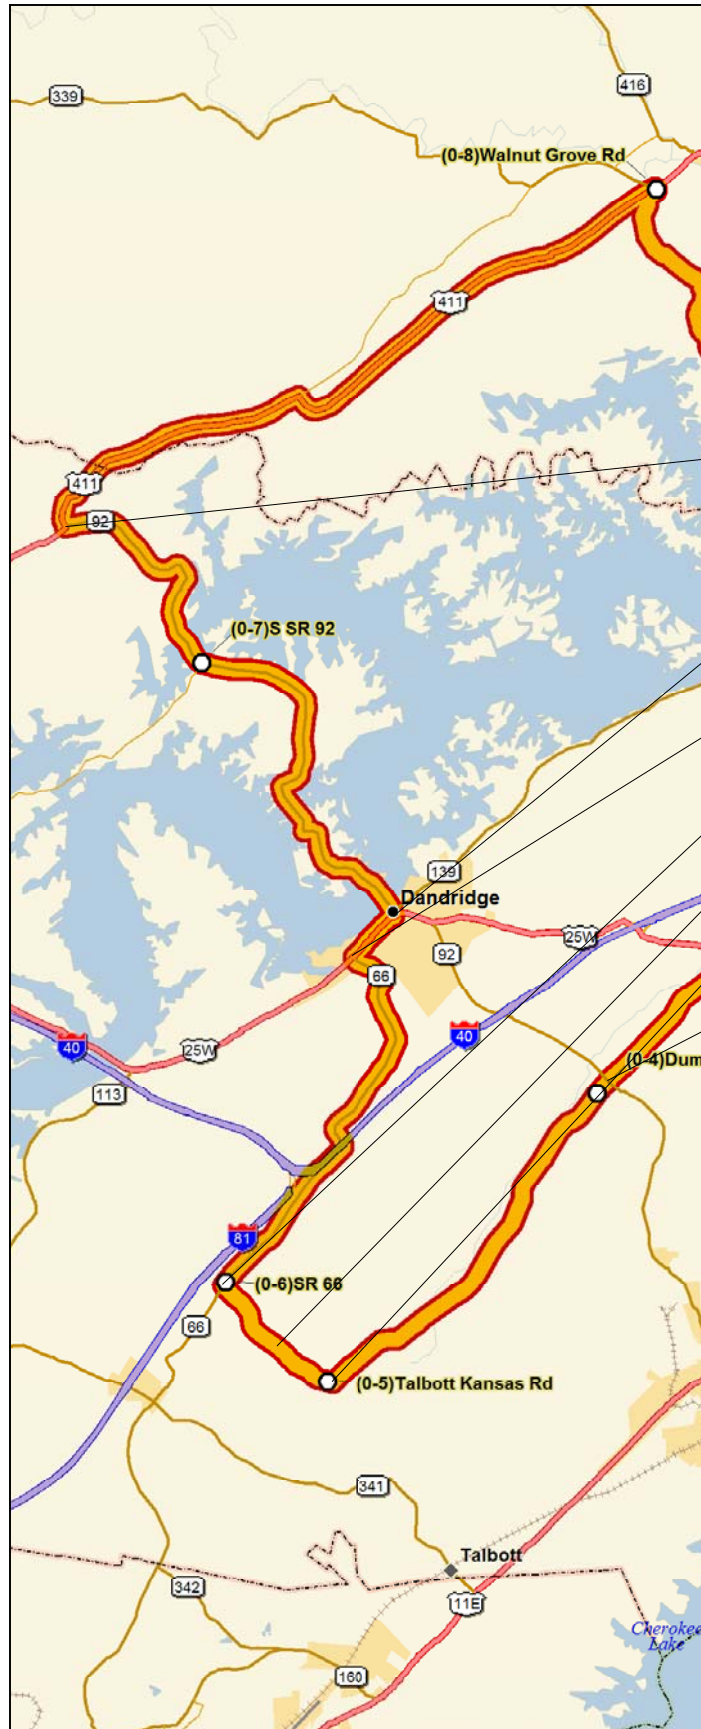 416
339
(0-8)Walnut Grove Rd
411
411
92
(0-7)S SR 92
139
Dandridge
25W
92
66
40
40
25W
(0-4)Dum
113
81
(0-6)SR 66
66
(0-5)Talbott Kansas Rd
341
Talbott
342
11E
Cherokee
Lake
160